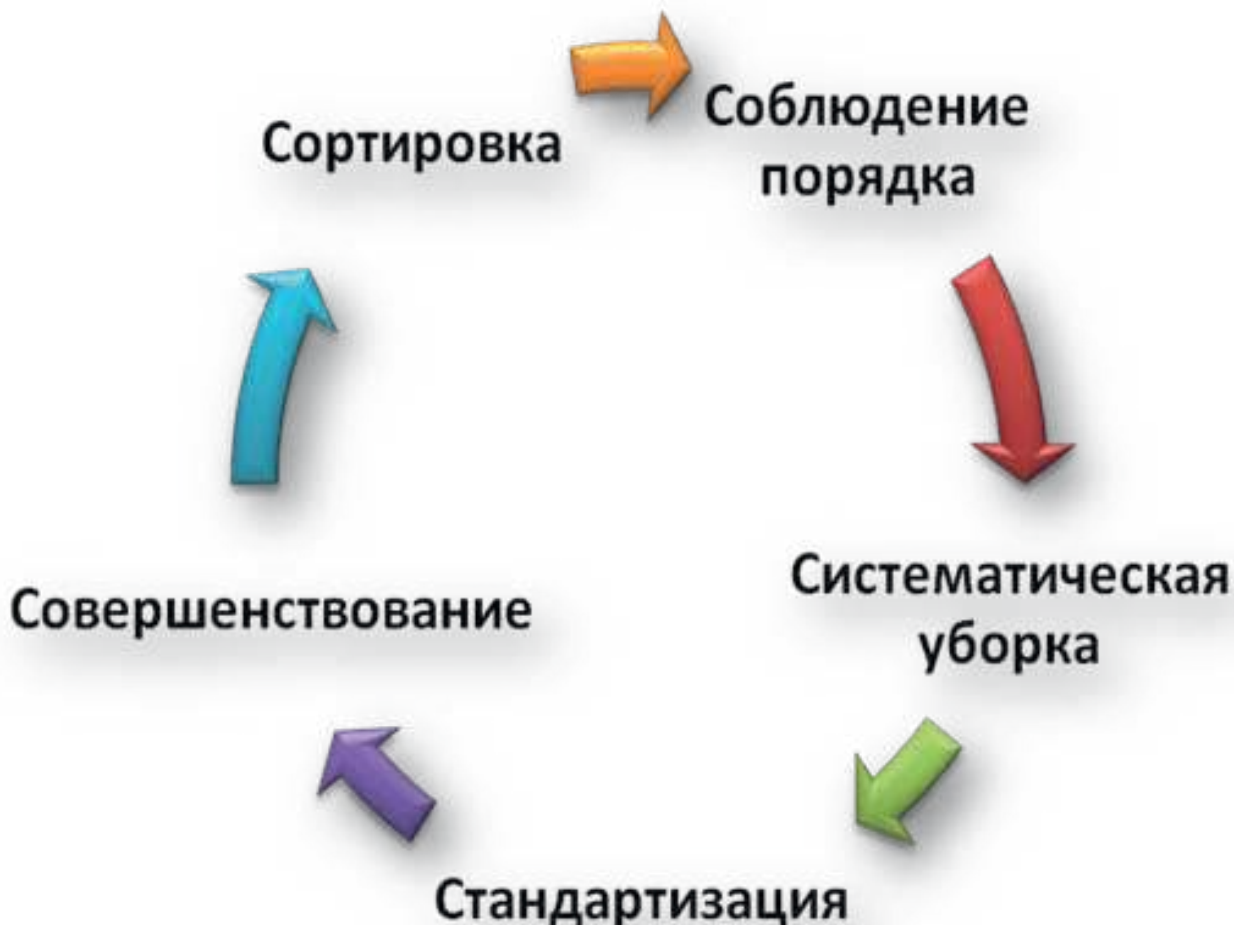 Сортировка
Соблюдение
порядка
Систематическая
уборка
Стандартизация
Совершенствование